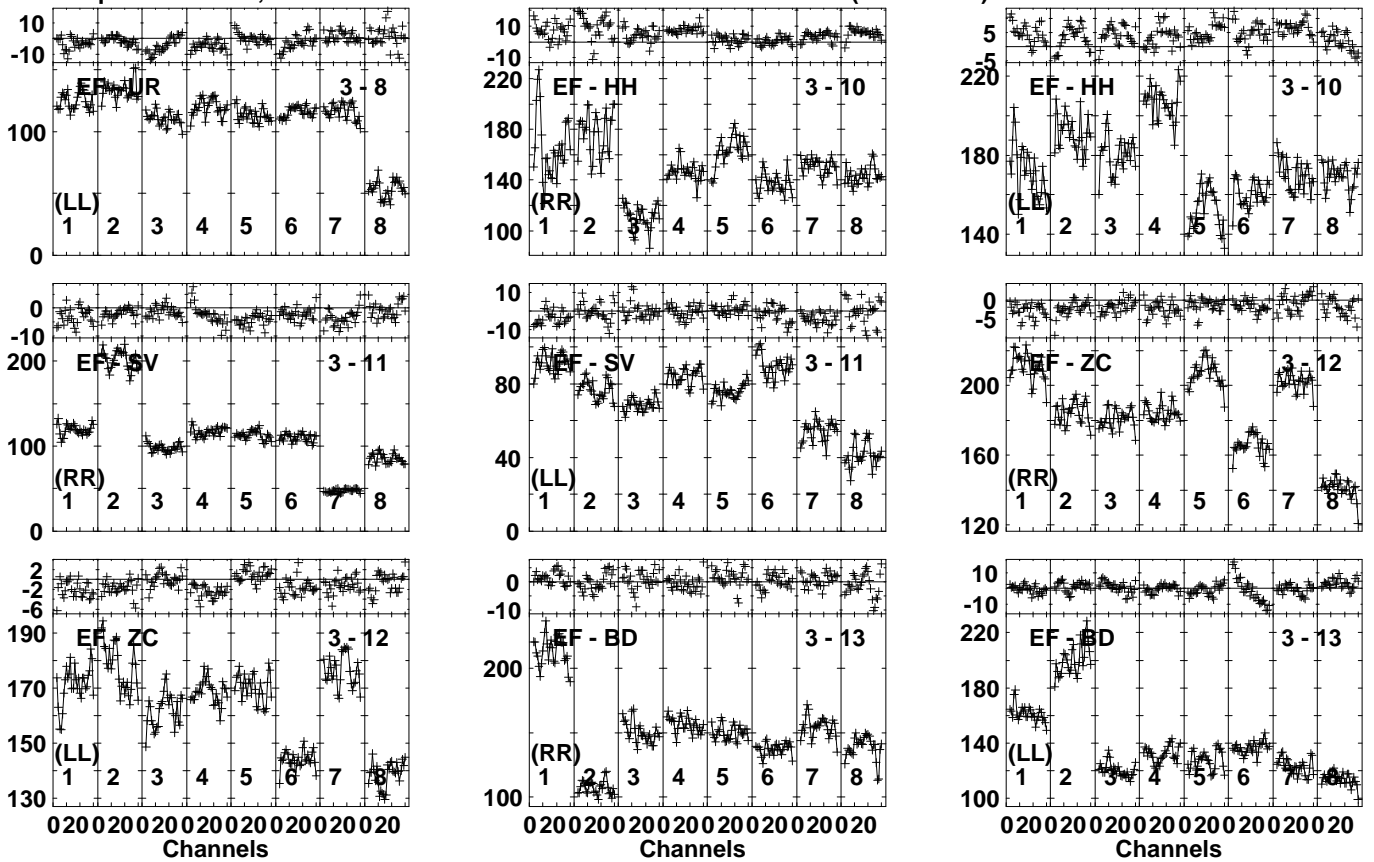 10
-10
EF - UR 3 - 8
100
(LL)
1 2 3 4 5 6 7 8
0
10
-10
220
EF - HH 3 - 10
180
140
(RR)
100
1 2 3 4 5 6 7 8
5
-5
220
EF - HH 3 - 10
180
(LL)
140
1 2 3 4 5 6 7 8
0
-10
200
EF - SV 3 - 11
100
(RR)
1 2 3 4 5 6 7 8
0
10
-10
80
EF - SV 3 - 11
40
(LL)
1 2 3 4 5 6 7 8
0
0
-5
200
EF - ZC 3 - 12
160
(RR)
120
1 2 3 4 5 6 7 8
2
-2
-6
190
EF - ZC 3 - 12
170
150
(LL)
130
1 2 3 4 5 6 7 8
0 20 0 20 0 20 0 20 0 20 0 20 0 20 0 20
Channels
0
-10
EF - BD 3 - 13
200
(RR)
100
1 2 3 4 5 6 7 8
0 20 0 20 0 20 0 20 0 20 0 20 0 20 0 20
Channels
10
-10
220
EF - BD 3 - 13
180
140
(LL)
100
1 2 3 4 5 6 7 8
0 20 0 20 0 20 0 20 0 20 0 20 0 20 0 20
Channels